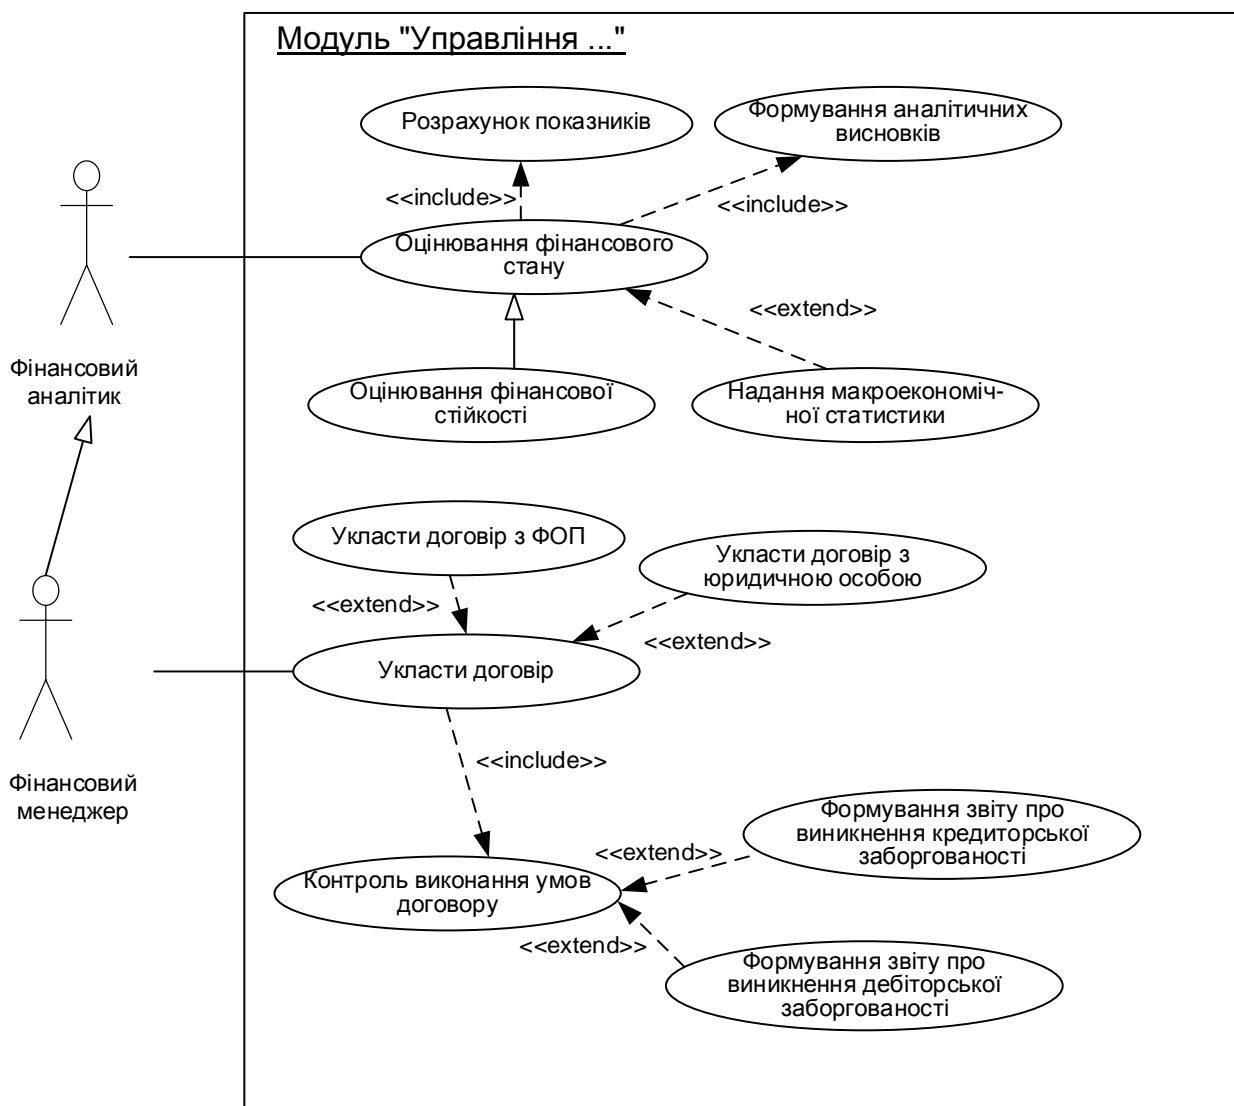 Модуль "Управління ..."
Розрахунок показників
Формування аналітичних
висновків
<<include>>
<<include>>
Оцінювання фінансового
стану
<<extend>>
Фінансовий
аналітик
Оцінювання фінансової
стійкості
Надання макроекономіч-
ної статистики
Укласти договір з ФОП
Укласти договір з
юридичною особою
<<extend>>
<<extend>>
Укласти договір
<<include>>
Фінансовий
менеджер
Формування звіту про
виникнення кредиторської
заборгованості
<<extend>>
Контроль виконання умов
договору
<<extend>>
Формування звіту про
виникнення дебіторської
заборгованості